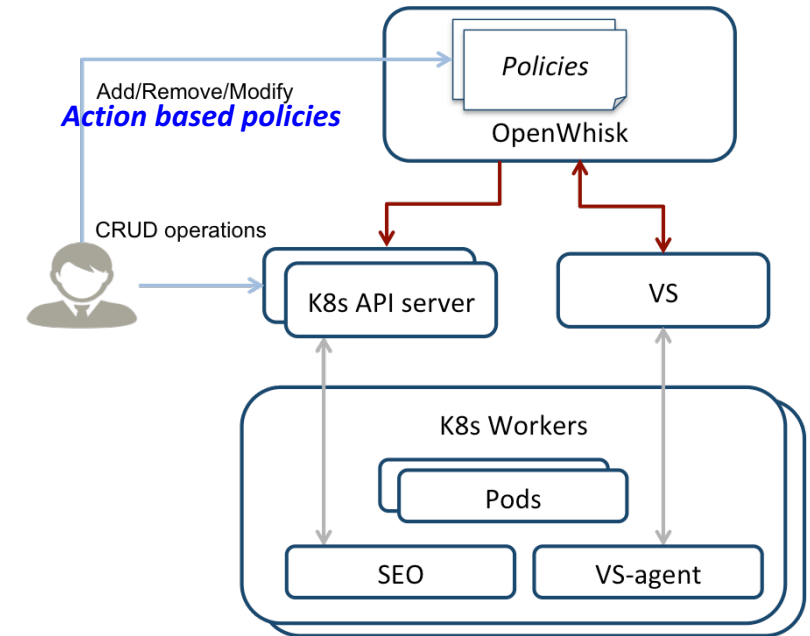 Policies
Add/Remove/Modify
Action based policies
OpenWhisk
CRUD operations
K8s API server
VS
K8s Workers
Pods
SEO
VS-agent